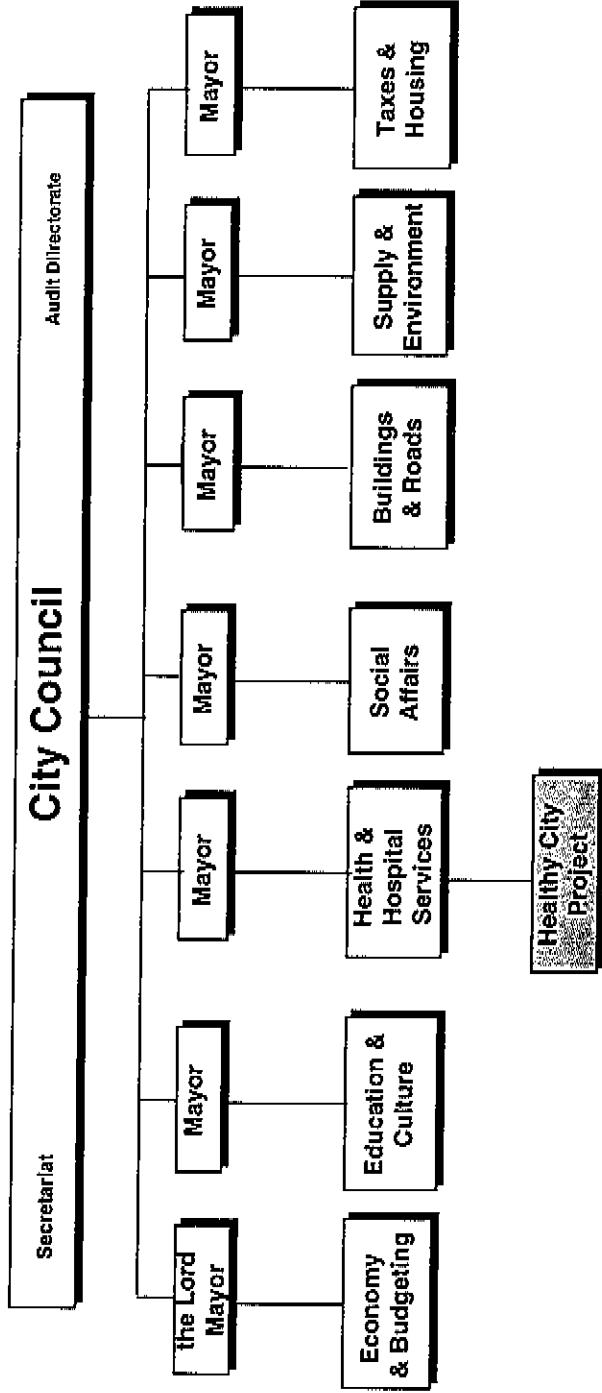 City Council
Secretariat
Audit Directorate
the Lord
Mayor
Mayor
Mayor
Mayor
Mayor
Mayor
Mayor
Economy
& Budgeting
Education &
Culture
Health &
Hospital
Services
Social
Affairs
Buildings
& Roads
Supply &
Environment
Taxes &
Housing
Healthy City
Project